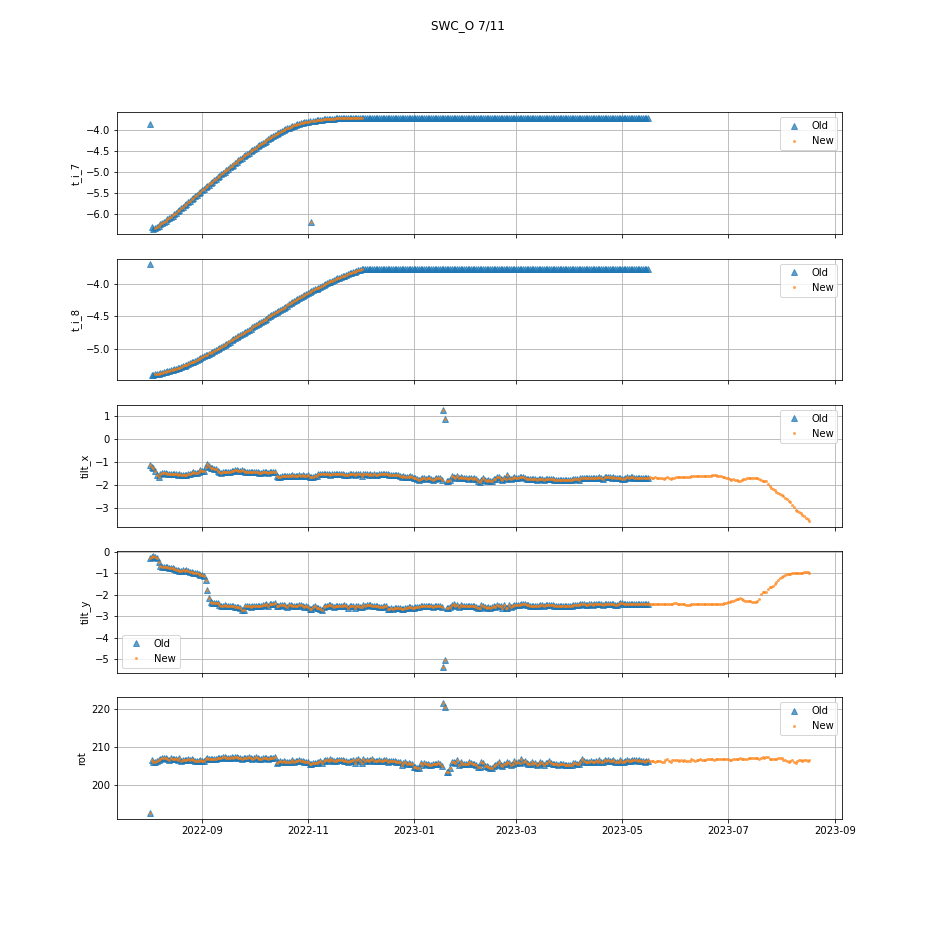 SWC_O 7/11
t_i_7
−4.0
−4.5
−5.0
−5.5
−6.0
Old
New
t_i_8
−4.0
−4.5
−5.0
Old
New
tilt_x
1
0
−1
−2
−3
Old
New
tilt_y
0
−1
−2
−3
−4
−5
Old
New
rot
220
210
200
Old
New
2022-09 2022-11 2023-01 2023-03 2023-05 2023-07 2023-09